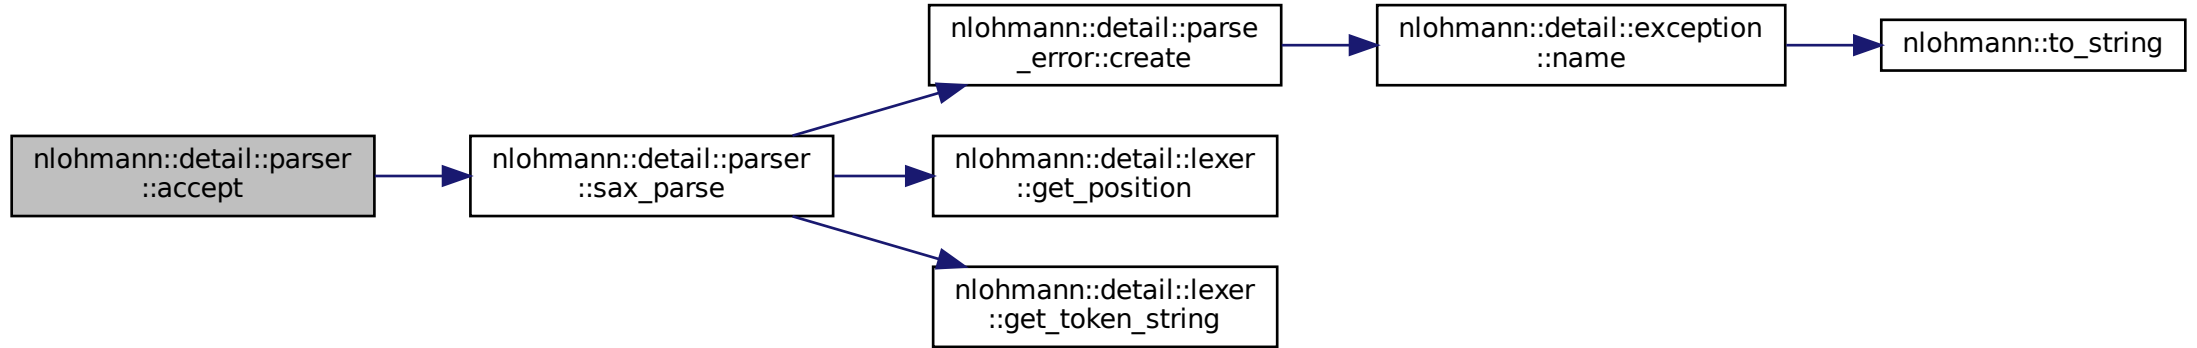 nlohmann::detail::parser
::accept
nlohmann::detail::parser
::sax_parse
nlohmann::detail::parse
_error::create
nlohmann::detail::exception
::name
nlohmann::to_string
nlohmann::detail::lexer
::get_position
nlohmann::detail::lexer
::get_token_string